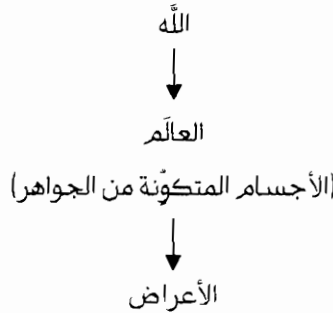 اللَّه
العالَم
(الأجسام المتكوّنة من الجواهر)
الأعراض